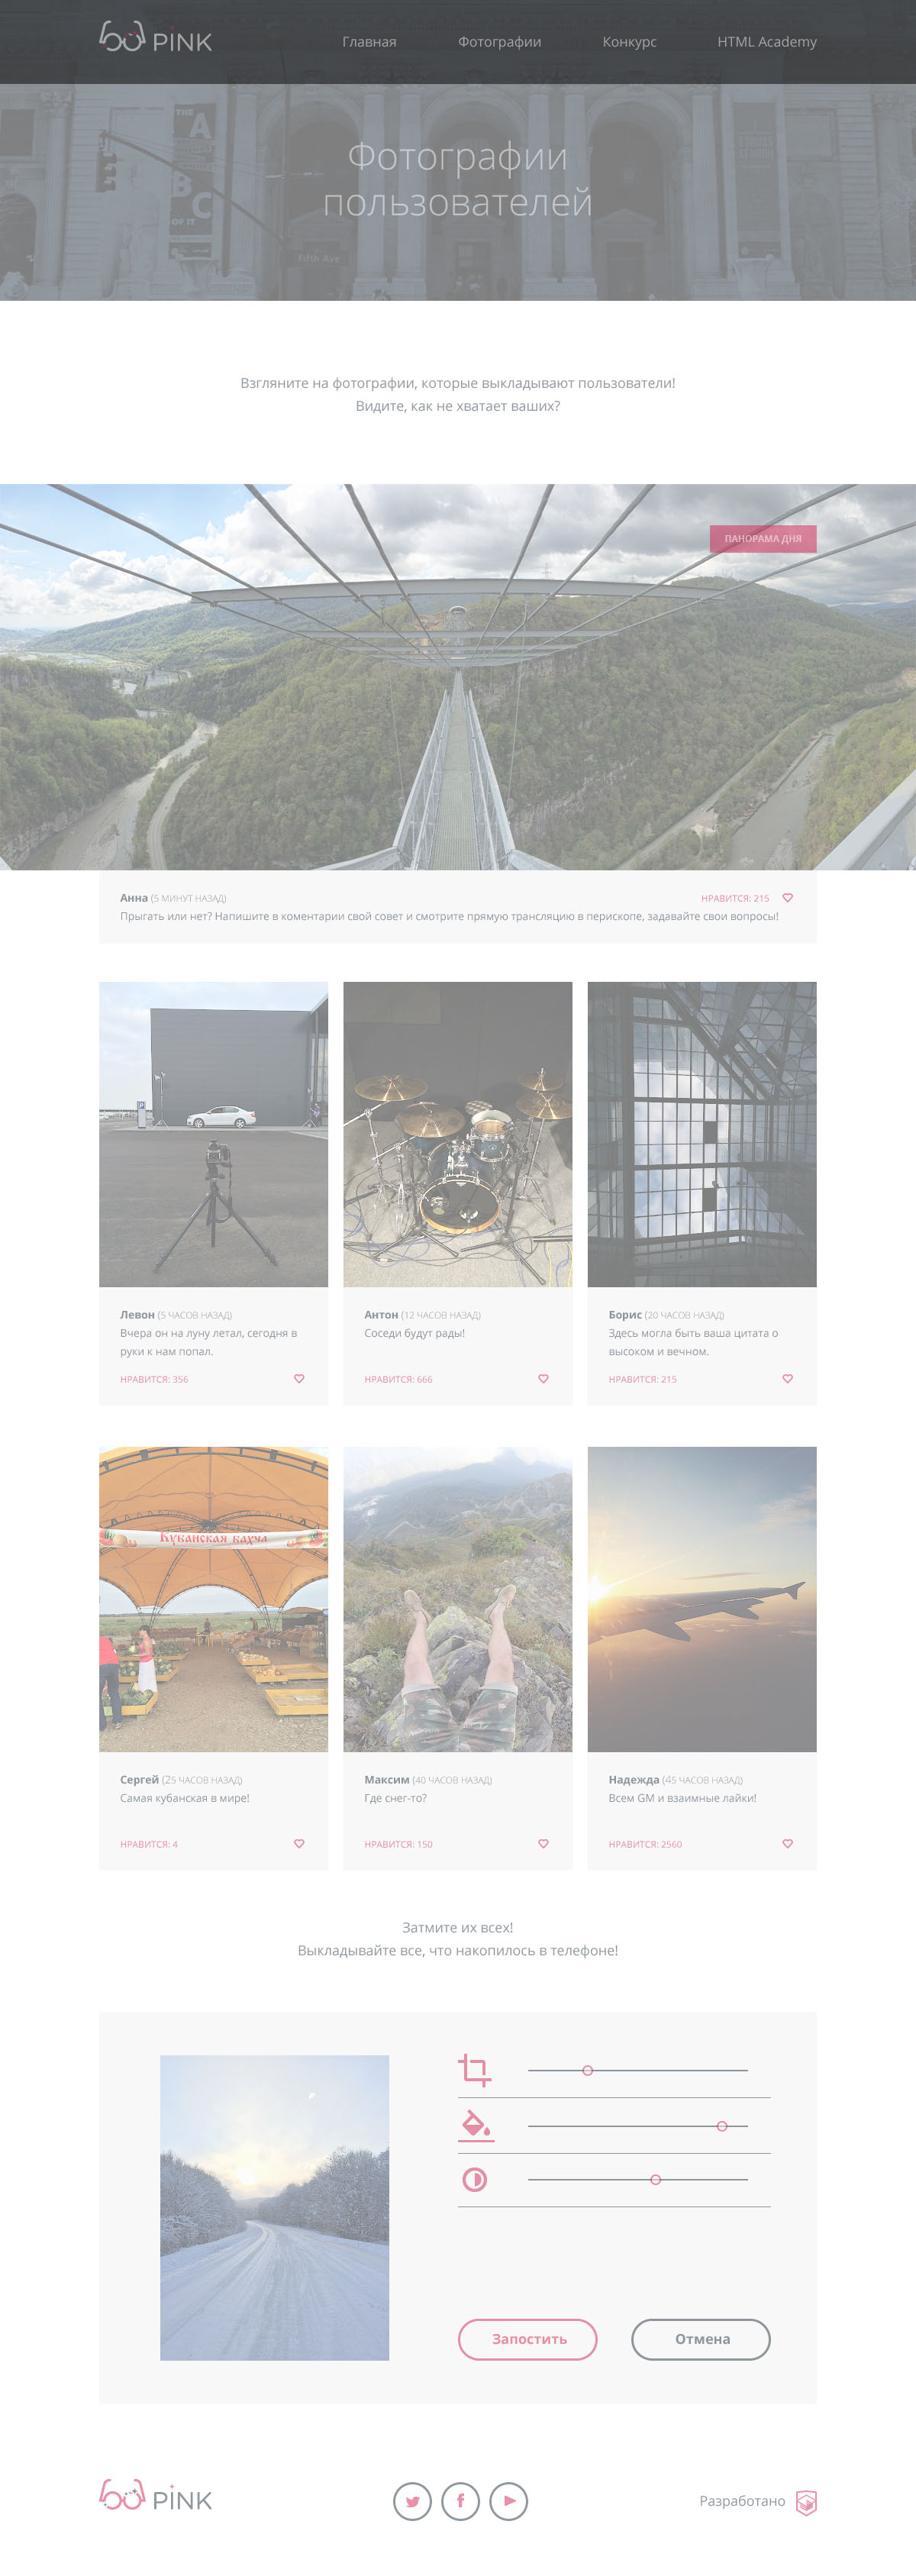 PINK
Главная
Фотографии
Конкурс
HTML Academy
THE
A
B
C
OF IT
Fifth Ave
Фотографии
пользователей
Взгляните на фотографии, которые выкладывают пользователи!
Видите, как не хватает ваших?
ПАНОРАМА ДНЯ
Анна (5 МИНУТ НАЗАД)
НРАВИТСЯ: 215
Прыгать или нет? Напишите в коментарии свой совет и смотрите прямую трансляцию в перископе, задавайте свои вопросы!
P
Левон (5 ЧАСОВ НАЗАД)
Вчера он на луну летал, сегодня в
руки к нам попал.
НРАВИТСЯ: 356
Антон (12 ЧАСОВ НАЗАД)
Соседи будут рады!
НРАВИТСЯ: 666
Борис (20 ЧАСОВ НАЗАД)
Здесь могла быть ваша цитата о
высоком и вечном.
НРАВИТСЯ: 215
Кубанская бахча
Сергей (25 ЧАСОВ НАЗАД)
Самая кубанская в мире!
НРАВИТСЯ: 4
Максим (40 ЧАСОВ НАЗАД)
Где снег-то?
НРАВИТСЯ: 150
Надежда (45 ЧАСОВ НАЗАД)
Всем GM и взаимные лайки!
НРАВИТСЯ: 2560
Затмите их всех!
Выкладывайте все, что накопилось в телефоне!
Запостить
Отмена
PINK
Разработано